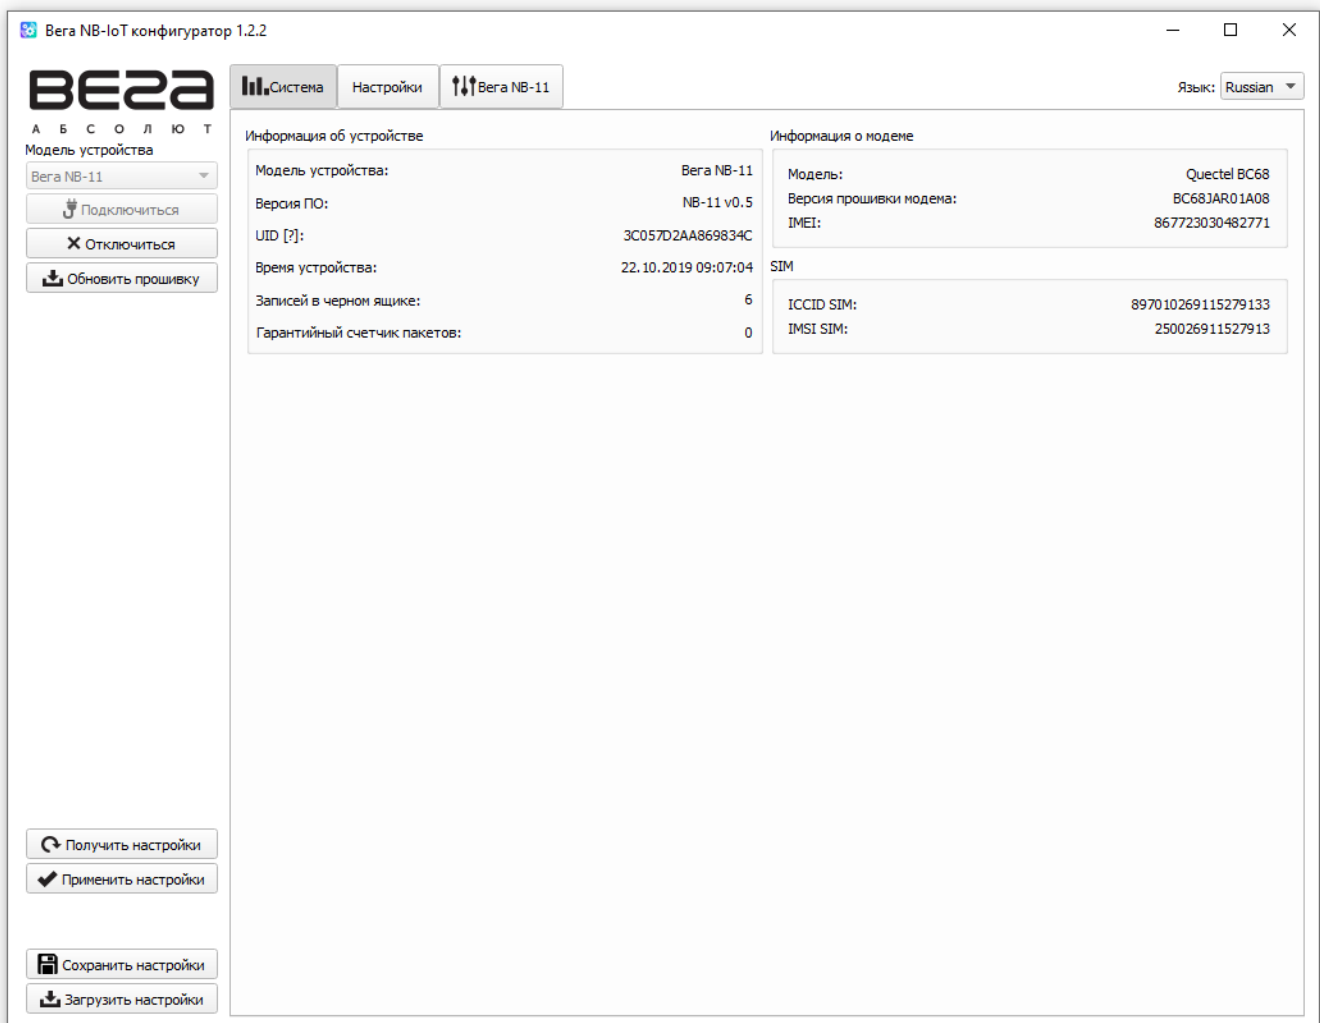 Вега NB-IoT конфигуратор 1.2.2
ВЕГА
АБСОЛЮТ
Модель устройства
Вега NB-11
Подключиться
Отключиться
Обновить прошивку
Получить настройки
Применить настройки
Сохранить настройки
Загрузить настройки
Система
Настройки
Вега NB-11
Язык: Russian
Информация об устройстве
Модель устройства: Вега NB-11
Версия ПО: NB-11 v0.5
UID [?]: 3C057D2AA869834C
Время устройства: 22.10.2019 09:07:04
Записей в черном ящике: 6
Гарантийный счетчик пакетов: 0
Информация о модеме
Модель: Quectel BC68
Версия прошивки модема: BC68JAR01A08
IMEI: 867723030482771
SIM
ICCID SIM: 897010269115279133
IMSI SIM: 250026911527913